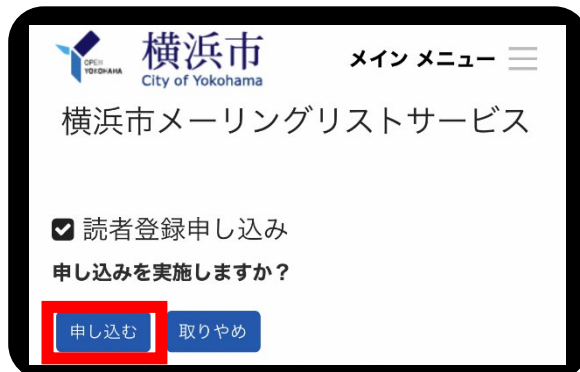 OPEN
YOKOHAMA
横浜市
City of Yokohama
メイン メニュー
横浜市メーリングリストサービス
読者登録申し込み
申し込みを実施しますか？
申し込む 取りやめ